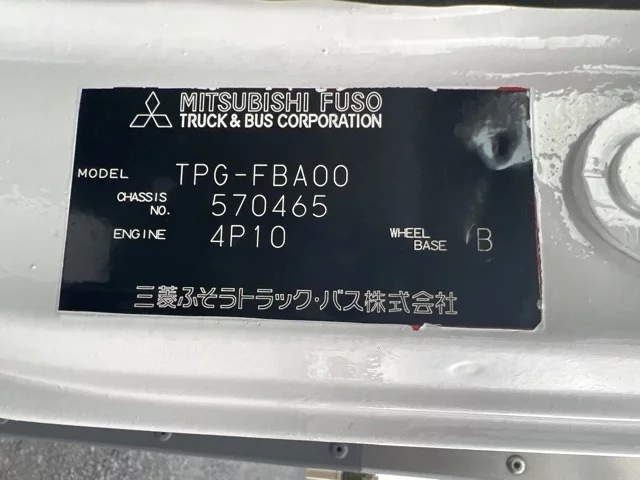 MITSUBISHI FUSO
TRUCK & BUS CORPORATION
MODEL TPG-FBA00
CHASSIS NO. 570465
ENGINE 4P10 WHEEL BASE B
三菱ふそうトラック・バス株式会社